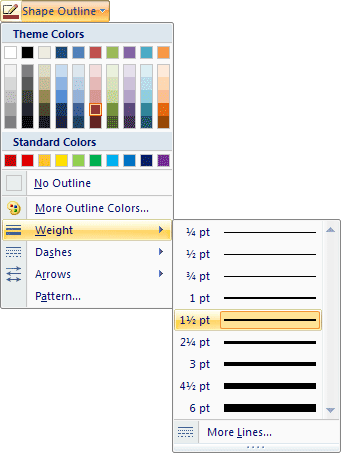 Shape Outline
Theme Colors
Standard Colors
No Outline
More Outline Colors...
Weight
Dashes
Arrows
Pattern...
¼ pt
½ pt
¾ pt
1 pt
1½ pt
2¼ pt
3 pt
4½ pt
6 pt
More Lines...